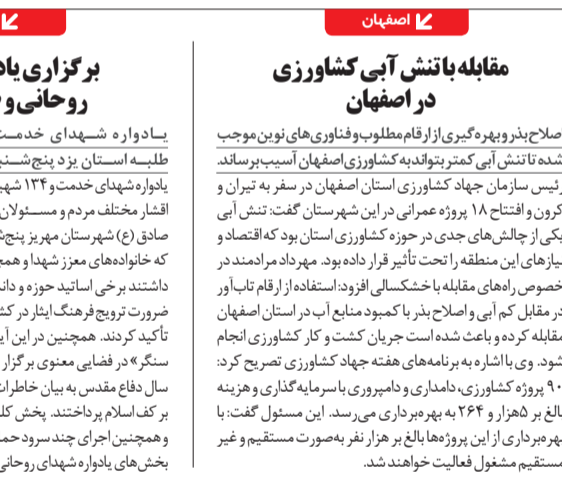 اصفهان
مقابله با تنش آبی کشاورزی
در اصفهان
اصلاح بذر و بهره گیری از ارقام مطلوب و فناوری های نوین موجب
شده تا تنش آبی کمتر بتواند به کشاورزی اصفهان آسیب برساند.
رئیس سازمان جهاد کشاورزی استان اصفهان در سفر به تیران و
کرون و افتتاح ۱۸ پروژه عمرانی در این شهرستان گفت: تنش آبی
یکی از چالش های جدی در حوزه کشاورزی استان بود که اقتصاد و
نیازهای این منطقه را تحت تأثیر قرار داده بود. مهرداد مرادمند در
خصوص راه های مقابله با خشکسالی افزود: استفاده از ارقام تاب آور
در مقابل کم آبی و اصلاح بذر با کمبود منابع آب در استان اصفهان
مقابله کرده و باعث شده است جریان کشت و کار کشاورزی انجام
شود. وی با اشاره به برنامه های هفته جهاد کشاورزی تصریح کرد:
۹۰ پروژه کشاورزی، دامداری و دامپروری با سرمایه گذاری و هزینه
بالغ بر ۵هزار و ۲۶۴ به بهره برداری می رسد. این مسئول گفت: با
بهره برداری از این پروژه ها بالغ بر هزار نفر به صورت مستقیم و غیر
مستقیم مشغول فعالیت خواهند شد.
برگزاری یاد
روحانی و
یادواره شهدای خدمت
طلبه استان یزد پنج شنب
یادواره شهدای خدمت و ۱۳۴ شهی
اقشار مختلف مردم و مسئولان
صادق (ع) شهرستان مهریز پنج ش
که خانواده های معزز شهدا و همچ
داشتند برخی اساتید حوزه و دان
ضرورت ترویج فرهنگ ایثار در کش
تأکید کردند. همچنین در این آی
سنگر» در فضایی معنوی برگزار
سال دفاع مقدس به بیان خاطرات
بر کف اسلام پرداختند. پخش کل
و همچنین اجرای چند سرود حم
بخش های یادواره شهدای روحانی